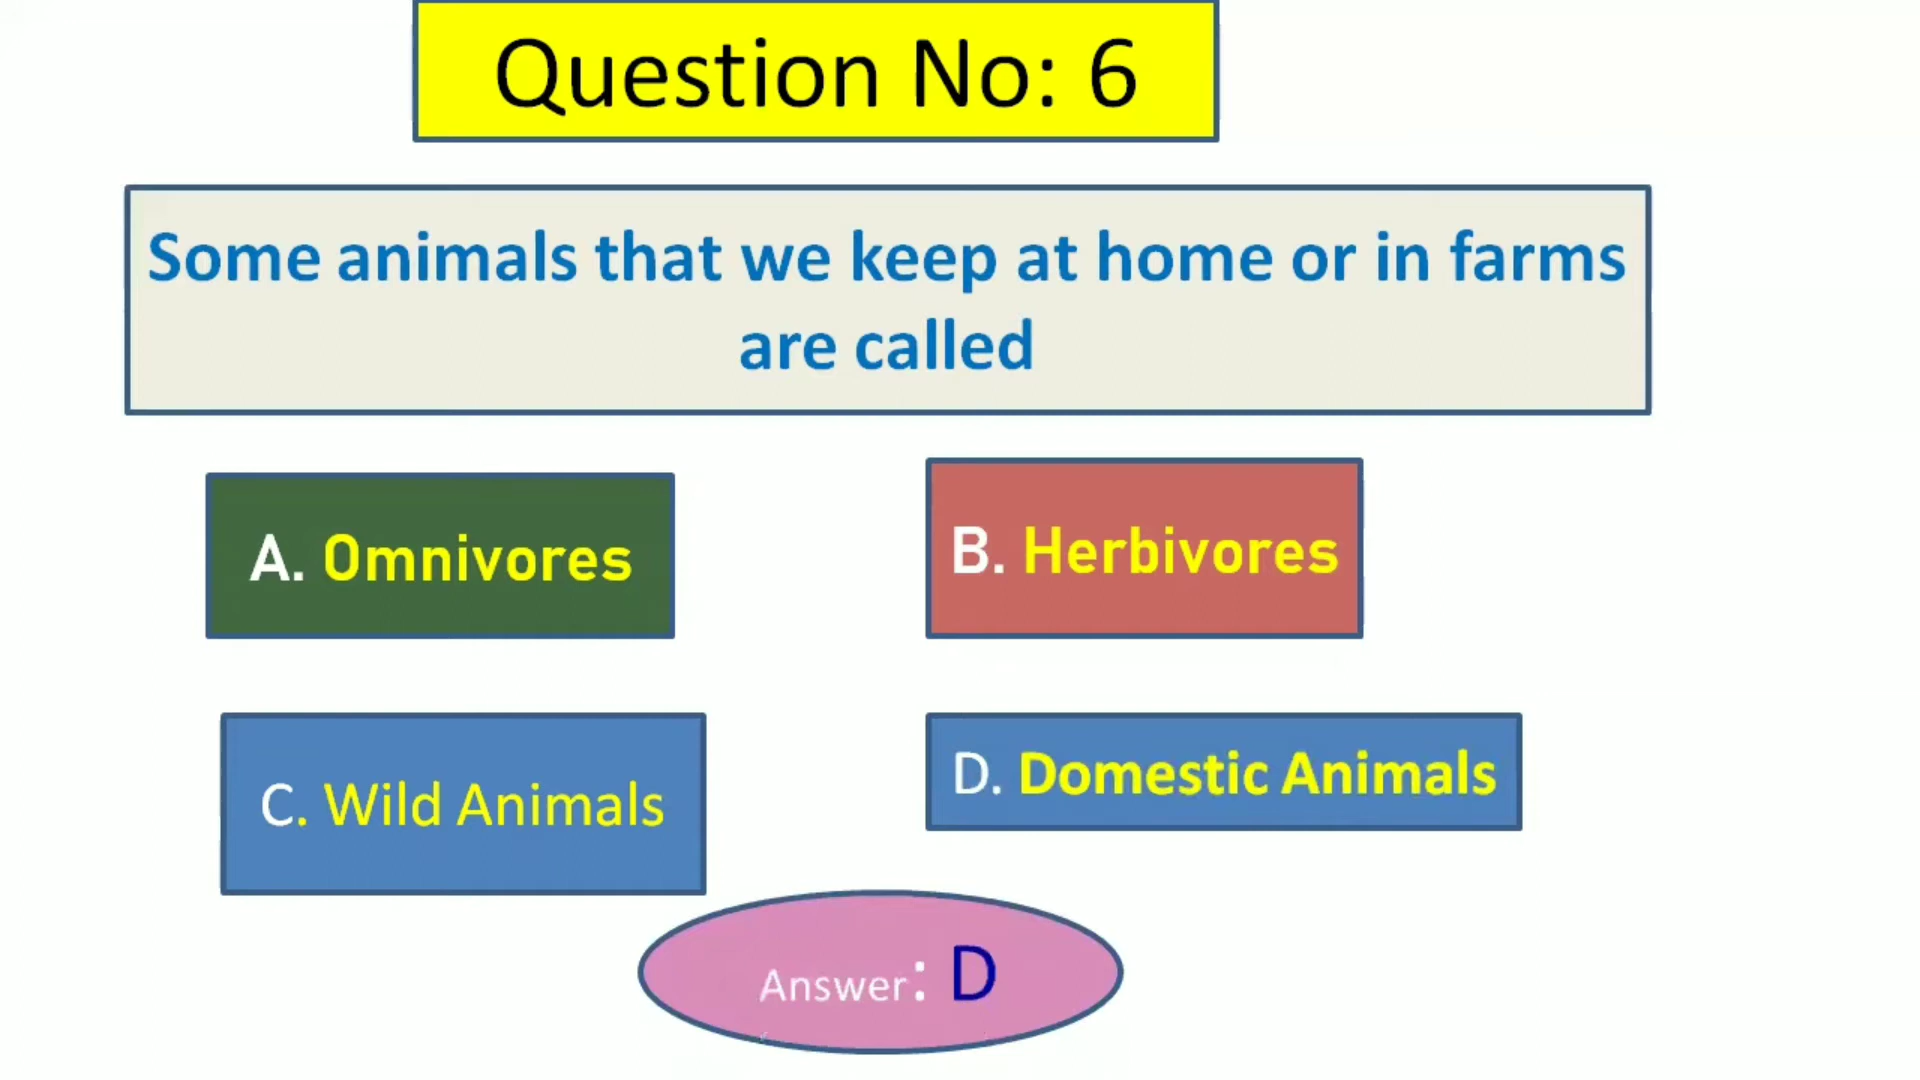 Question No: 6
Some animals that we keep at home or in farms
are called
A. Omnivores
B. Herbivores
C. Wild Animals
D. Domestic Animals
Answer: D